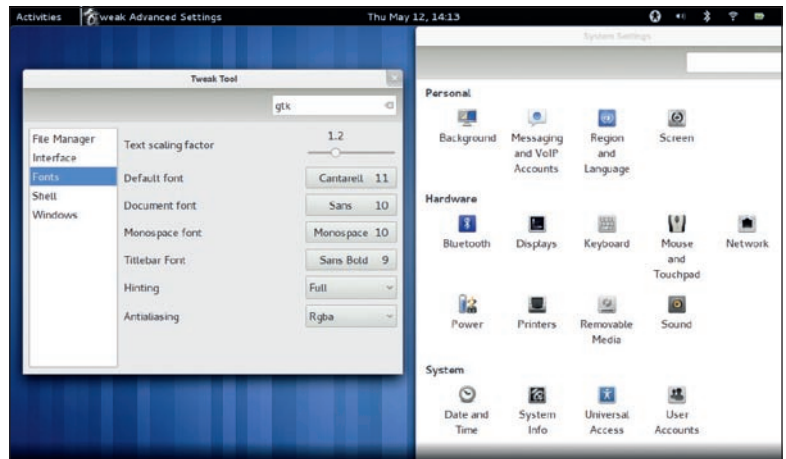 Activities
weak Advanced Settings
Thu May 12, 14:13
System Settings
Tweak Tool
gtk
File Manager
Interface
Fonts
Shell
Windows
Text scaling factor
1.2
Default font
Cantarell 11
Document font
Sans 10
Monospace font
Monospace 10
Titlebar Font
Sans Bold 9
Hinting
Full
Antialiasing
Rgba
Personal
Background
Messaging
and VoIP
Accounts
Region
and
Language
Screen
Hardware
Bluetooth
Displays
Keyboard
Mouse
and
Touchpad
Network
Power
Printers
Removable
Media
Sound
System
Date and
Time
System
Info
Universal
Access
User
Accounts